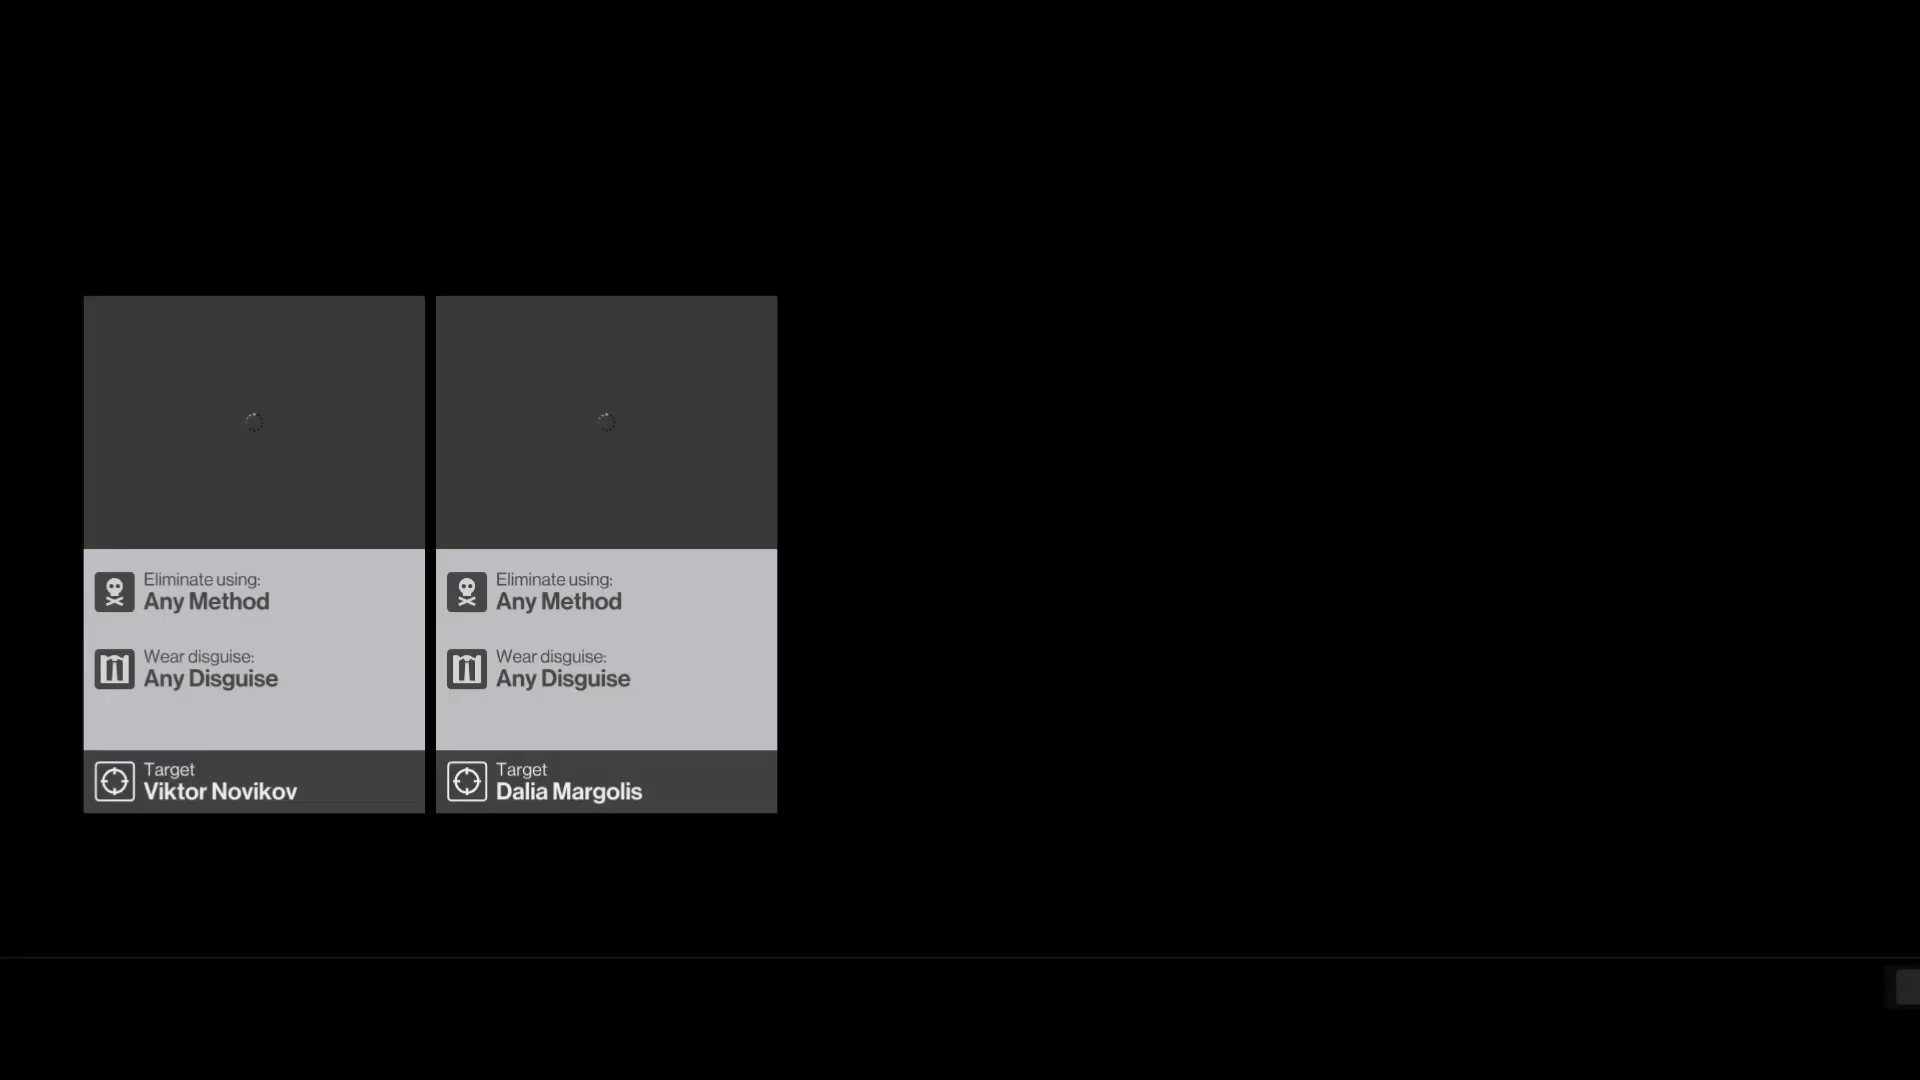 Eliminate using:
Any Method
Wear disguise:
Any Disguise
Target
Viktor Novikov
Eliminate using:
Any Method
Wear disguise:
Any Disguise
Target
Dalia Margolis